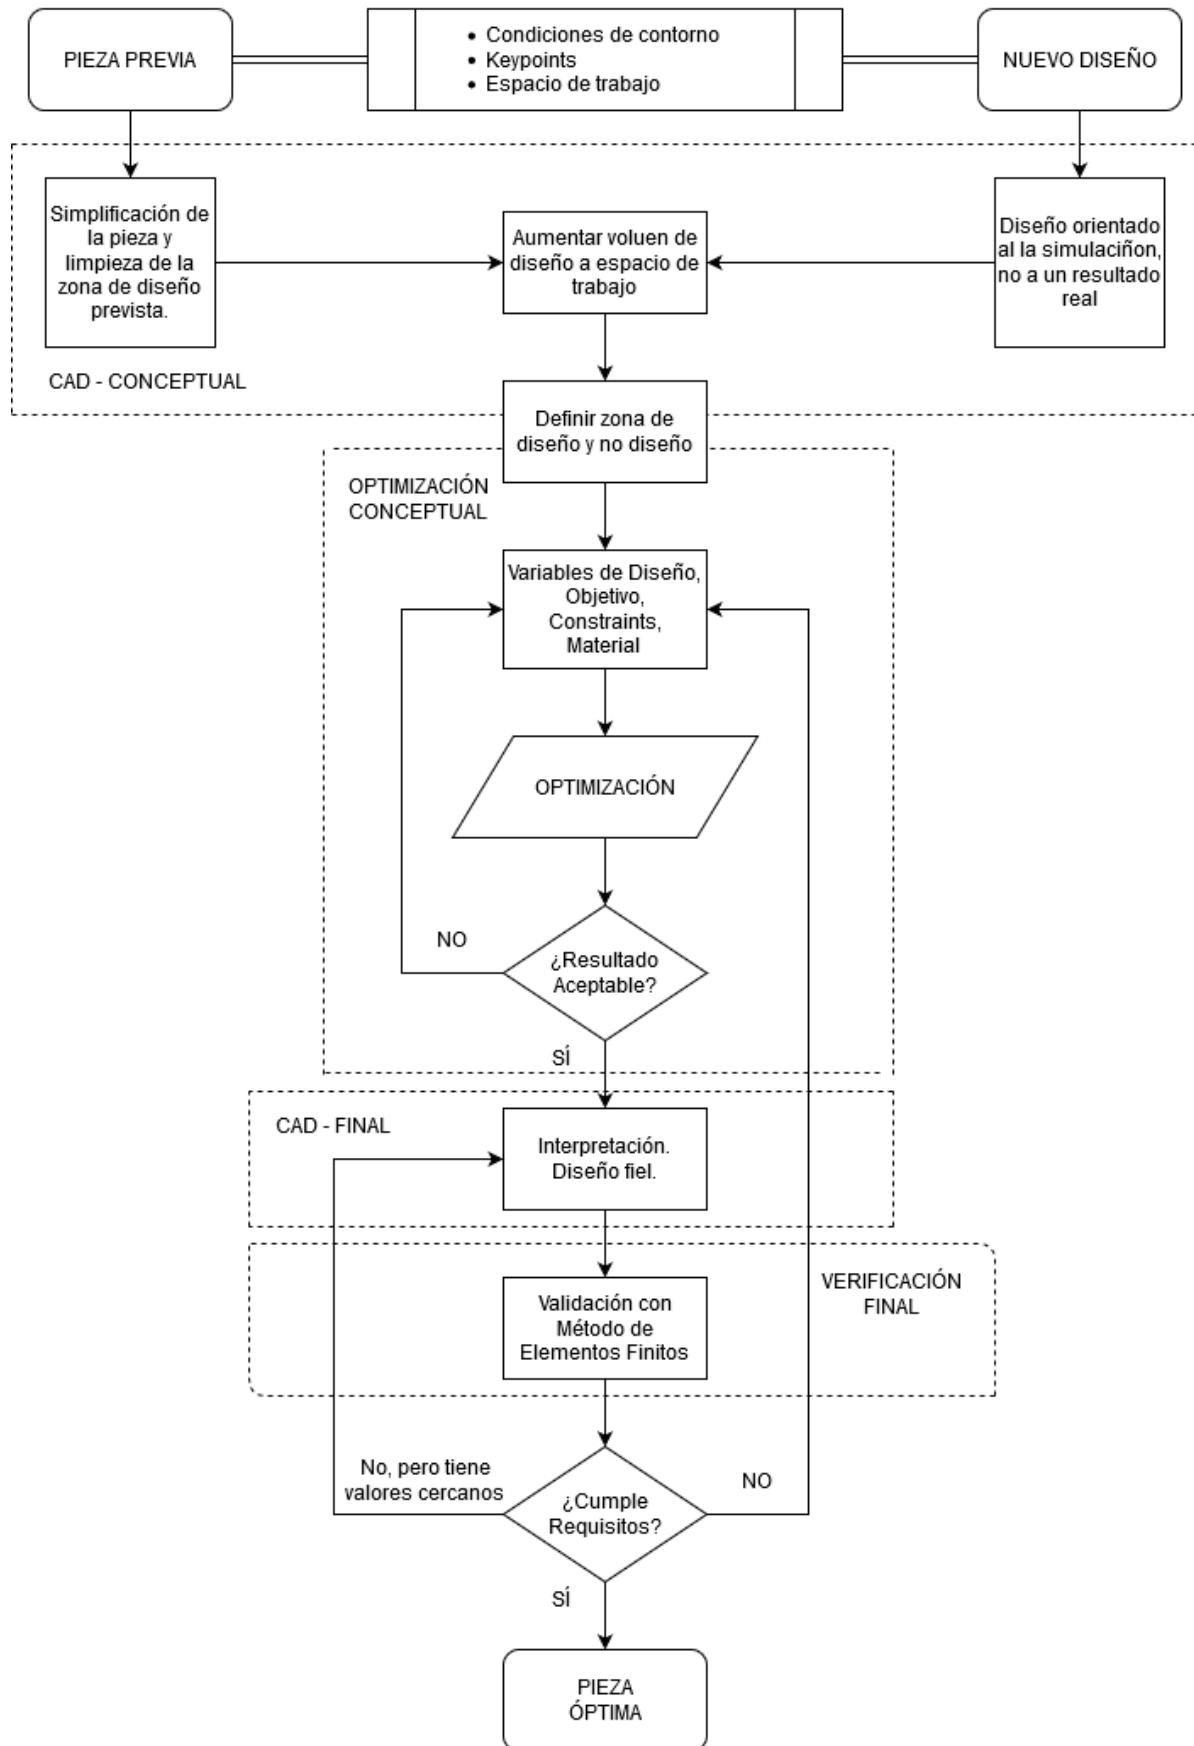 PIEZA PREVIA
• Condiciones de contorno
• Keypoints
• Espacio de trabajo
NUEVO DISEÑO
Simplificación de
la pieza y
limpieza de la
zona de diseño
prevista.
Aumentar voluen de
diseño a espacio de
trabajo
Diseño orientado
al la simulaciñon,
no a un resultado
real
CAD - CONCEPTUAL
Definir zona de
diseño y no diseño
OPTIMIZACIÓN
CONCEPTUAL
Variables de Diseño,
Objetivo,
Constraints,
Material
OPTIMIZACIÓN
NO
¿Resultado
Aceptable?
SÍ
CAD - FINAL
Interpretación.
Diseño fiel.
VERIFICACIÓN
FINAL
Validación con
Método de
Elementos Finitos
No, pero tiene
valores cercanos
NO
¿Cumple
Requisitos?
SÍ
PIEZA
ÓPTIMA